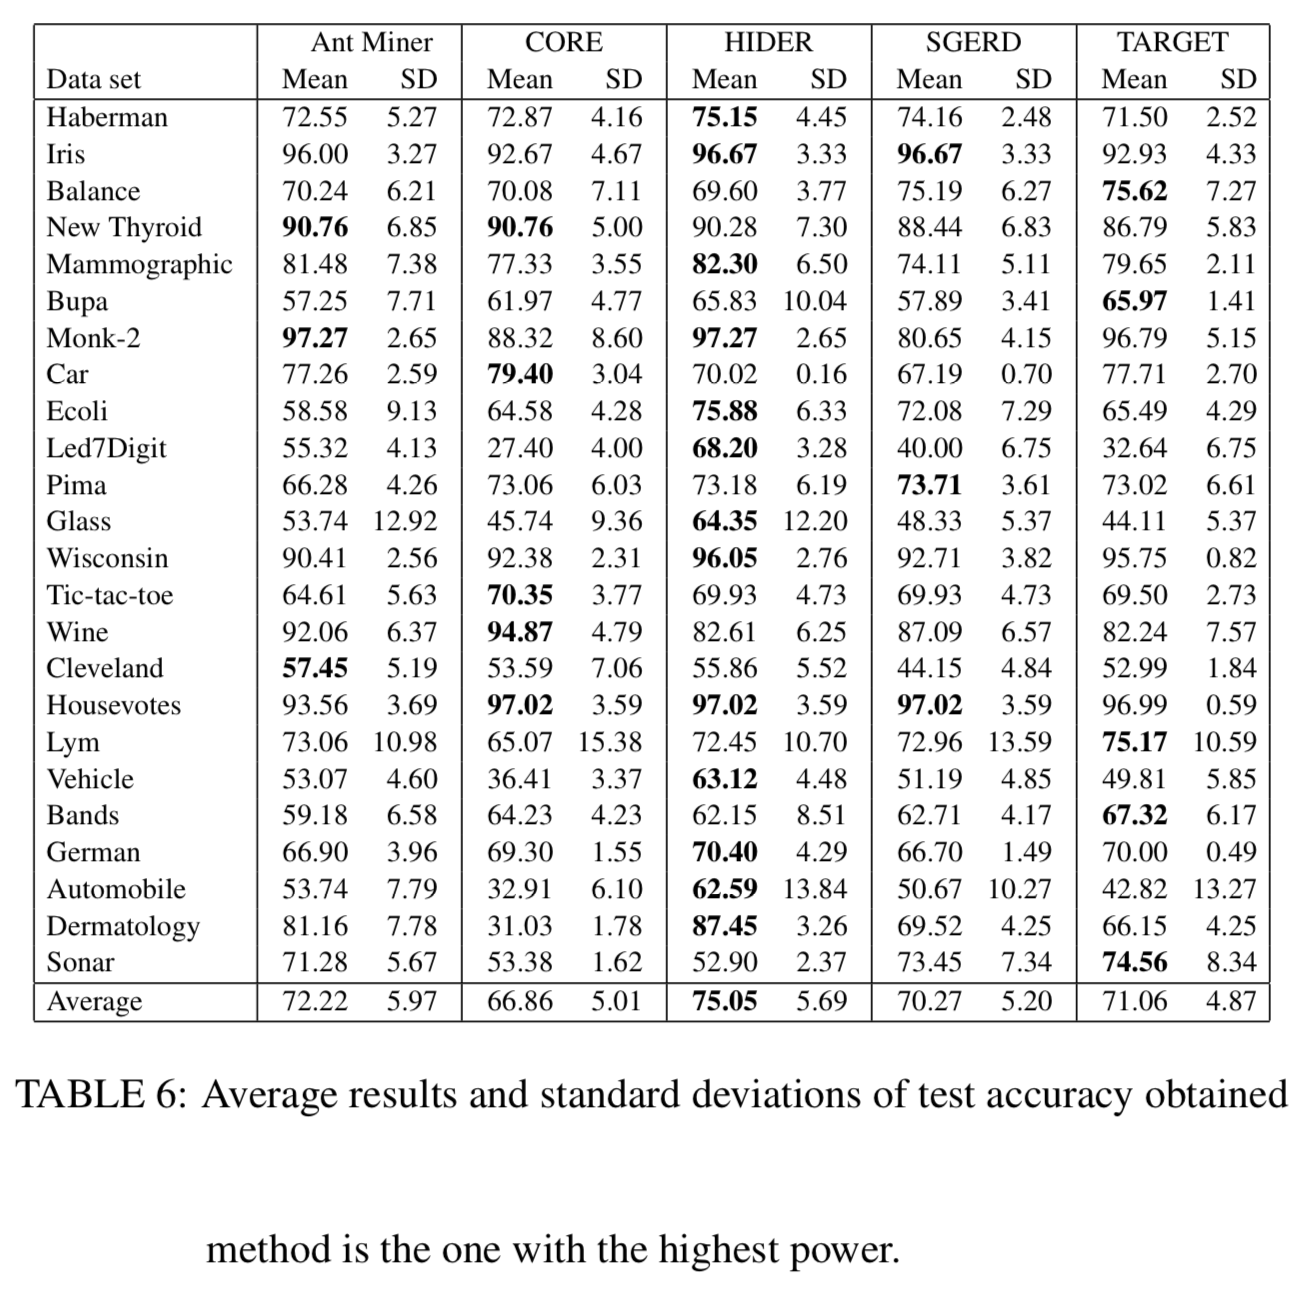 Ant Miner CORE HIDER SGERD TARGET
Data set Mean SD Mean SD Mean SD Mean SD Mean SD
Haberman 72.55 5.27 72.87 4.16 75.15 4.45 74.16 2.48 71.50 2.52
Iris 96.00 3.27 92.67 4.67 96.67 3.33 96.67 3.33 92.93 4.33
Balance 70.24 6.21 70.08 7.11 69.60 3.77 75.19 6.27 75.62 7.27
New Thyroid 90.76 6.85 90.76 5.00 90.28 7.30 88.44 6.83 86.79 5.83
Mammographic 81.48 7.38 77.33 3.55 82.30 6.50 74.11 5.11 79.65 2.11
Bupa 57.25 7.71 61.97 4.77 65.83 10.04 57.89 3.41 65.97 1.41
Monk-2 97.27 2.65 88.32 8.60 97.27 2.65 80.65 4.15 96.79 5.15
Car 77.26 2.59 79.40 3.04 70.02 0.16 67.19 0.70 77.71 2.70
Ecoli 58.58 9.13 64.58 4.28 75.88 6.33 72.08 7.29 65.49 4.29
Led7Digit 55.32 4.13 27.40 4.00 68.20 3.28 40.00 6.75 32.64 6.75
Pima 66.28 4.26 73.06 6.03 73.18 6.19 73.71 3.61 73.02 6.61
Glass 53.74 12.92 45.74 9.36 64.35 12.20 48.33 5.37 44.11 5.37
Wisconsin 90.41 2.56 92.38 2.31 96.05 2.76 92.71 3.82 95.75 0.82
Tic-tac-toe 64.61 5.63 70.35 3.77 69.93 4.73 69.93 4.73 69.50 2.73
Wine 92.06 6.37 94.87 4.79 82.61 6.25 87.09 6.57 82.24 7.57
Cleveland 57.45 5.19 53.59 7.06 55.86 5.52 44.15 4.84 52.99 1.84
Housevotes 93.56 3.69 97.02 3.59 97.02 3.59 97.02 3.59 96.99 0.59
Lym 73.06 10.98 65.07 15.38 72.45 10.70 72.96 13.59 75.17 10.59
Vehicle 53.07 4.60 36.41 3.37 63.12 4.48 51.19 4.85 49.81 5.85
Bands 59.18 6.58 64.23 4.23 62.15 8.51 62.71 4.17 67.32 6.17
German 66.90 3.96 69.30 1.55 70.40 4.29 66.70 1.49 70.00 0.49
Automobile 53.74 7.79 32.91 6.10 62.59 13.84 50.67 10.27 42.82 13.27
Dermatology 81.16 7.78 31.03 1.78 87.45 3.26 69.52 4.25 66.15 4.25
Sonar 71.28 5.67 53.38 1.62 52.90 2.37 73.45 7.34 74.56 8.34
Average 72.22 5.97 66.86 5.01 75.05 5.69 70.27 5.20 71.06 4.87
TABLE 6: Average results and standard deviations of test accuracy obtained
method is the one with the highest power.